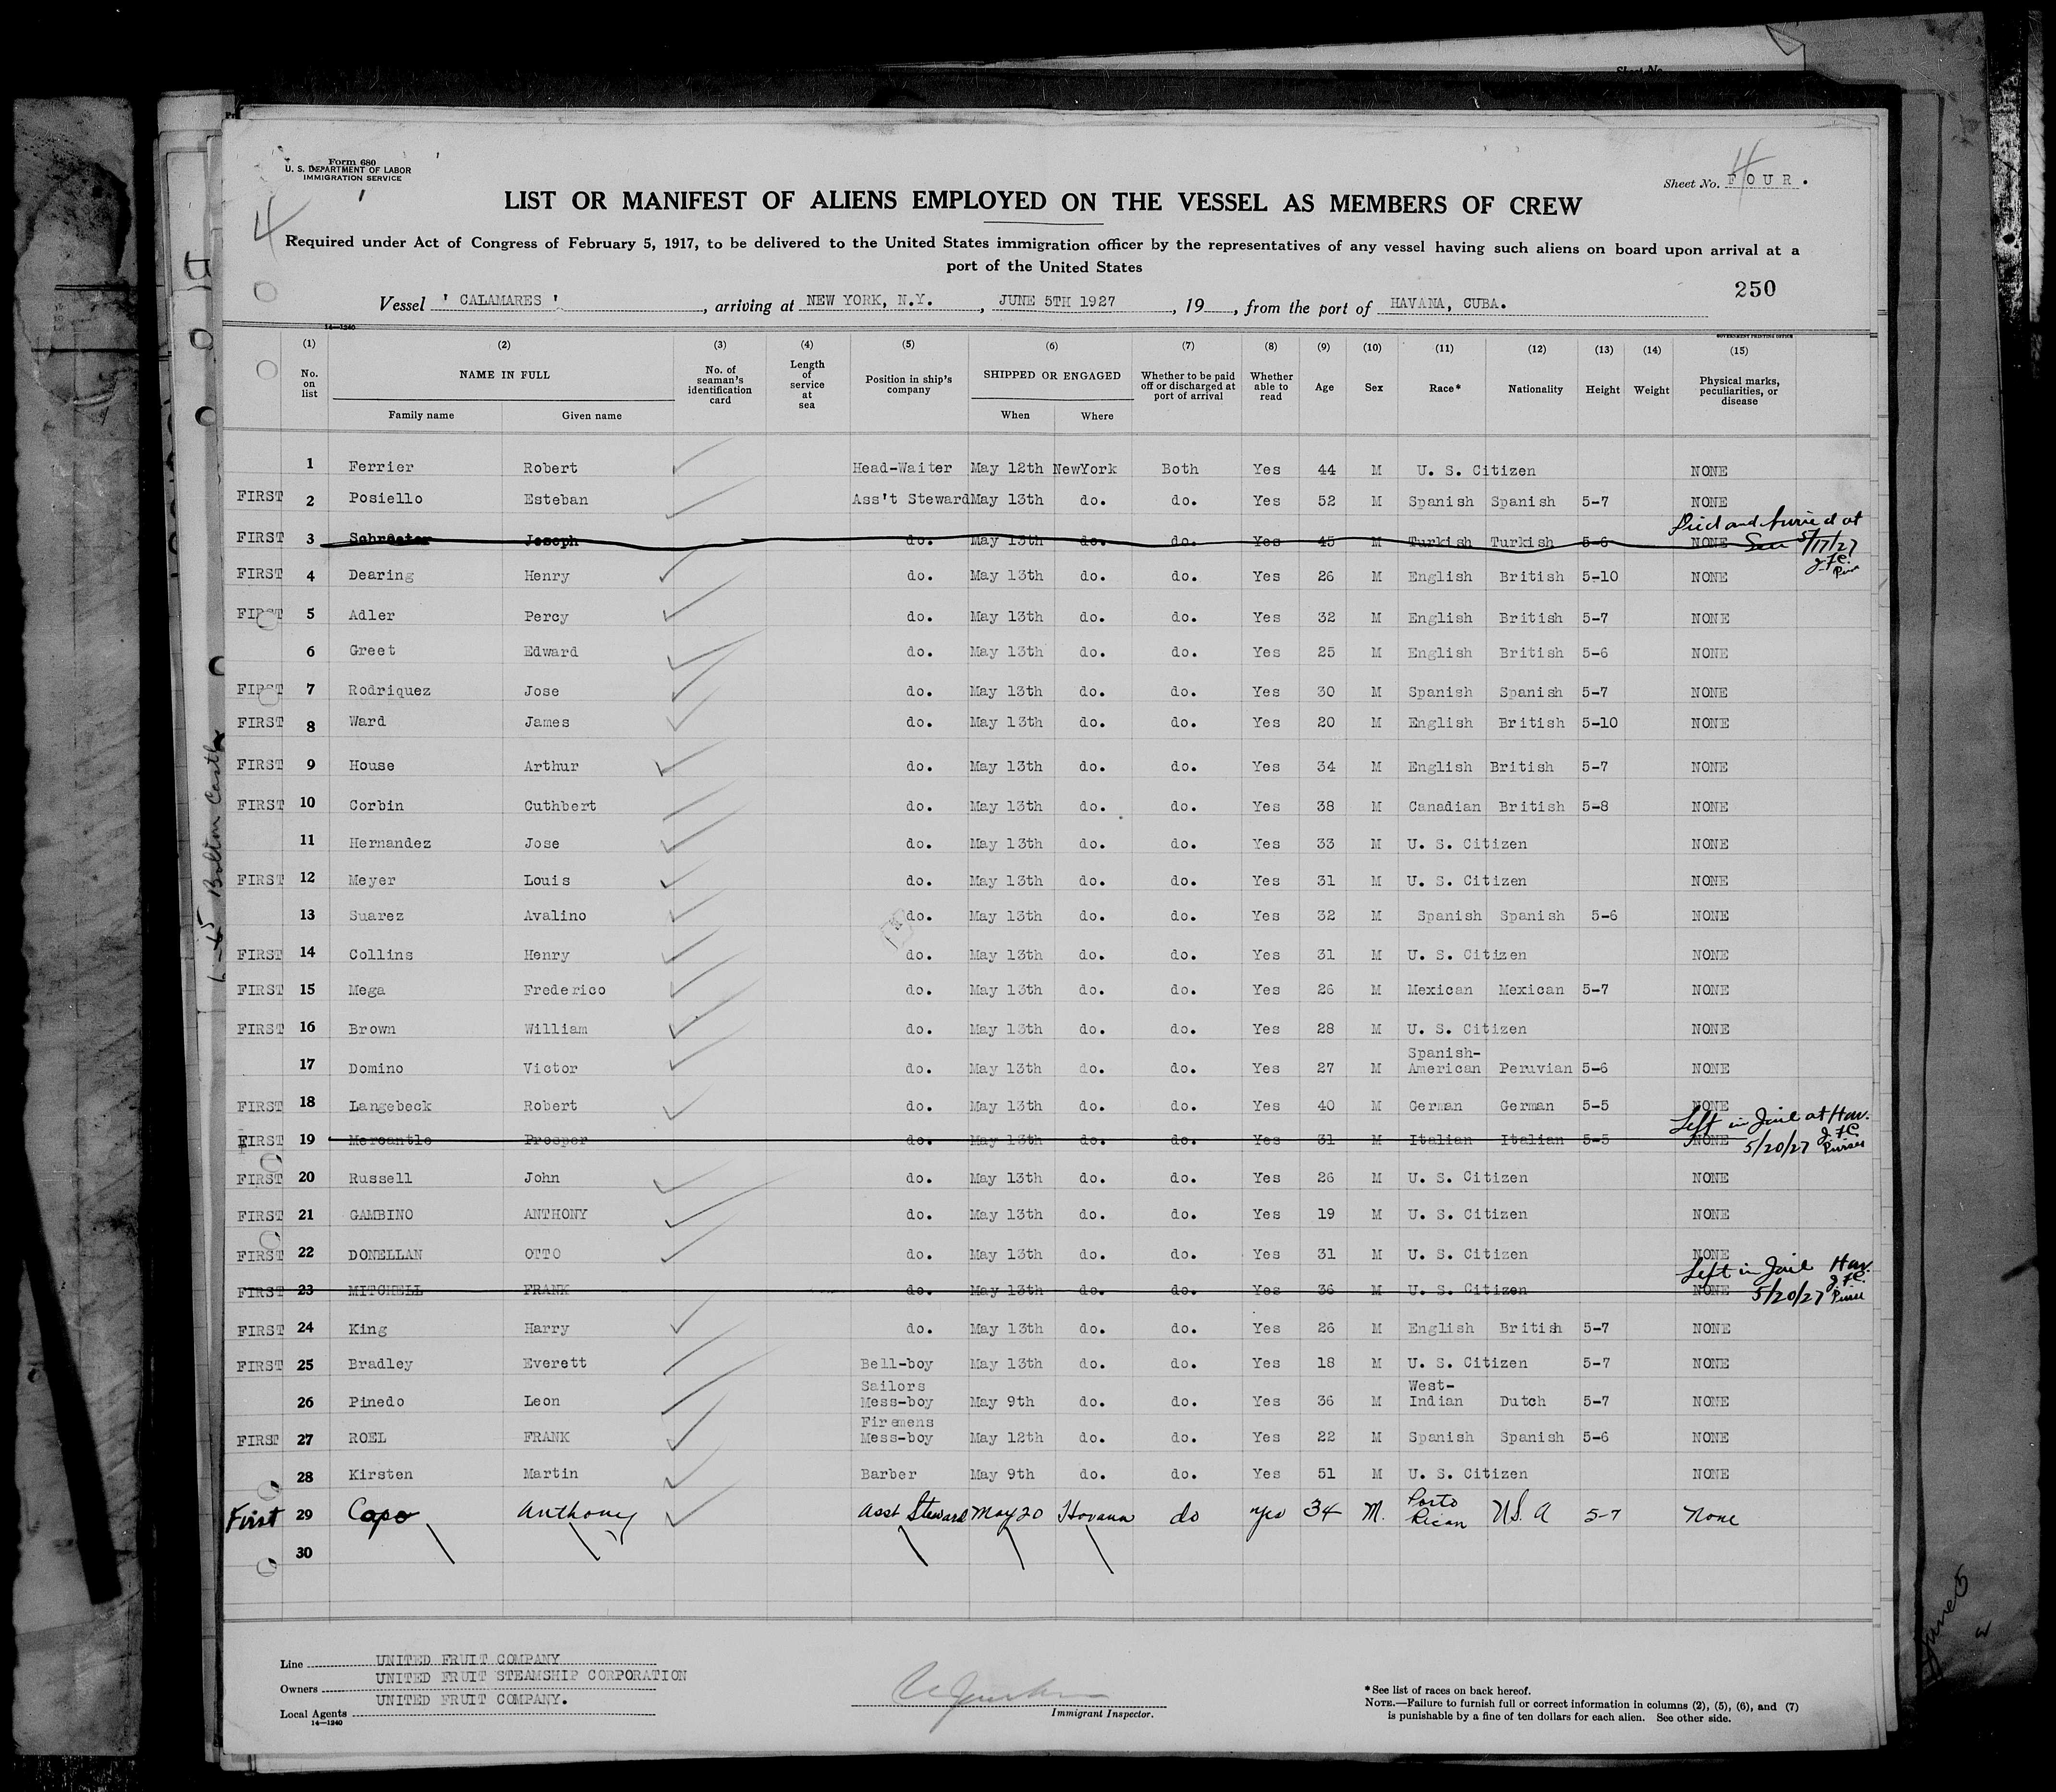 Form 680
U. S. DEPARTMENT OF LABOR
IMMIGRATION SERVICE
4
Sheet No. FOUR.
4
LIST OR MANIFEST OF ALIENS EMPLOYED ON THE VESSEL AS MEMBERS OF CREW
Required under Act of Congress of February 5, 1917, to be delivered to the United States immigration officer by the representatives of any vessel having such aliens on board upon arrival at a
port of the United States
250
Vessel ' CALAMARES ', arriving at NEW YORK, N.Y., JUNE 5TH 1927, 19, from the port of HAVANA, CUBA.
14—1240
GOVERNMENT PRINTING OFFICE
(1) (2) (3) (4) (5) (6) (7) (8) (9) (10) (11) (12) (13) (14) (15)
No. on list
NAME IN FULL
Family name
Given name
No. of seaman's identification card
Length of service at sea
Position in ship's company
SHIPPED OR ENGAGED
When
Where
Whether to be paid off or discharged at port of arrival
Whether able to read
Age
Sex
Race*
Nationality
Height
Weight
Physical marks, peculiarities, or disease
1 Ferrier Robert Head-Waiter May 12th NewYork Both Yes 44 M U. S. Citizen NONE
FIRST 2 Posiello Esteban Ass't Steward May 13th do. do. Yes 52 M Spanish Spanish 5-7 NONE
FIRST 3 Schroeter Joseph do. May 13th do. do. Yes 45 M Turkish Turkish 5-6 NONE
Died and buried at Sea 5/17/27 J.F.C. Purs
FIRST 4 Dearing Henry do. May 13th do. do. Yes 26 M English British 5-10 NONE
FIRST 5 Adler Percy do. May 13th do. do. Yes 32 M English British 5-7 NONE
6 Greet Edward do. May 13th do. do. Yes 25 M English British 5-6 NONE
FIRST 7 Rodriquez Jose do. May 13th do. do. Yes 30 M Spanish Spanish 5-7 NONE
FIRST 8 Ward James do. May 13th do. do. Yes 20 M English British 5-10 NONE
FIRST 9 House Arthur do. May 13th do. do. Yes 34 M English British 5-7 NONE
FIRST 10 Corbin Cuthbert do. May 13th do. do. Yes 38 M Canadian British 5-8 NONE
11 Hernandez Jose do. May 13th do. do. Yes 33 M U. S. Citizen NONE
FIRST 12 Meyer Louis do. May 13th do. do. Yes 31 M U. S. Citizen NONE
13 Suarez Avalino do. May 13th do. do. Yes 32 M Spanish Spanish 5-6 NONE
FIRST 14 Collins Henry do. May 13th do. do. Yes 31 M U. S. Citizen NONE
FIRST 15 Mega Frederico do. May 13th do. do. Yes 26 M Mexican Mexican 5-7 NONE
FIRST 16 Brown William do. May 13th do. do. Yes 28 M U. S. Citizen NONE
17 Domino Victor do. May 13th do. do. Yes 27 M Spanish-American Peruvian 5-6 NONE
FIRST 18 Langebeck Robert do. May 13th do. do. Yes 40 M German German 5-5 NONE
FIRST 19 Mercantle Prosper do. May 13th do. do. Yes 31 M Italian Italian 5-5 NONE
Left in Jail at Hav. 5/20/27 J.F.C. Purser
FIRST 20 Russell John do. May 13th do. do. Yes 26 M U. S. Citizen NONE
FIRST 21 GAMBINO ANTHONY do. May 13th do. do. Yes 19 M U. S. Citizen NONE
FIRST 22 DONELLAN OTTO do. May 13th do. do. Yes 31 M U. S. Citizen NONE
FIRST 23 MITCHELL FRANK do. May 13th do. do. Yes 36 M U. S. Citizen NONE
Left in Jail Hav. 5/20/27 J.F.C. Purser
FIRST 24 King Harry do. May 13th do. do. Yes 26 M English British 5-7 NONE
FIRST 25 Bradley Everett Bell-boy May 13th do. do. Yes 18 M U. S. Citizen 5-7 NONE
26 Pinedo Leon Sailors Mess-boy May 9th do. do. Yes 36 M West-Indian Dutch 5-7 NONE
FIRST 27 ROEL FRANK Firemens Mess-boy May 12th do. do. Yes 22 M Spanish Spanish 5-6 NONE
28 Kirsten Martin Barber May 9th do. do. Yes 51 M U. S. Citizen NONE
First 29 Capo Anthony Asst Steward May 20 Havana do yes 34 M. Porto Rican U.S.A 5-7 None
30
Line UNITED FRUIT COMPANY
Owners UNITED FRUIT STEAMSHIP CORPORATION
Local Agents UNITED FRUIT COMPANY.
14—1240
Immigrant Inspector.
*See list of races on back hereof.
NOTE.—Failure to furnish full or correct information in columns (2), (5), (6), and (7)
is punishable by a fine of ten dollars for each alien. See other side.
Bolton Castle
June 5